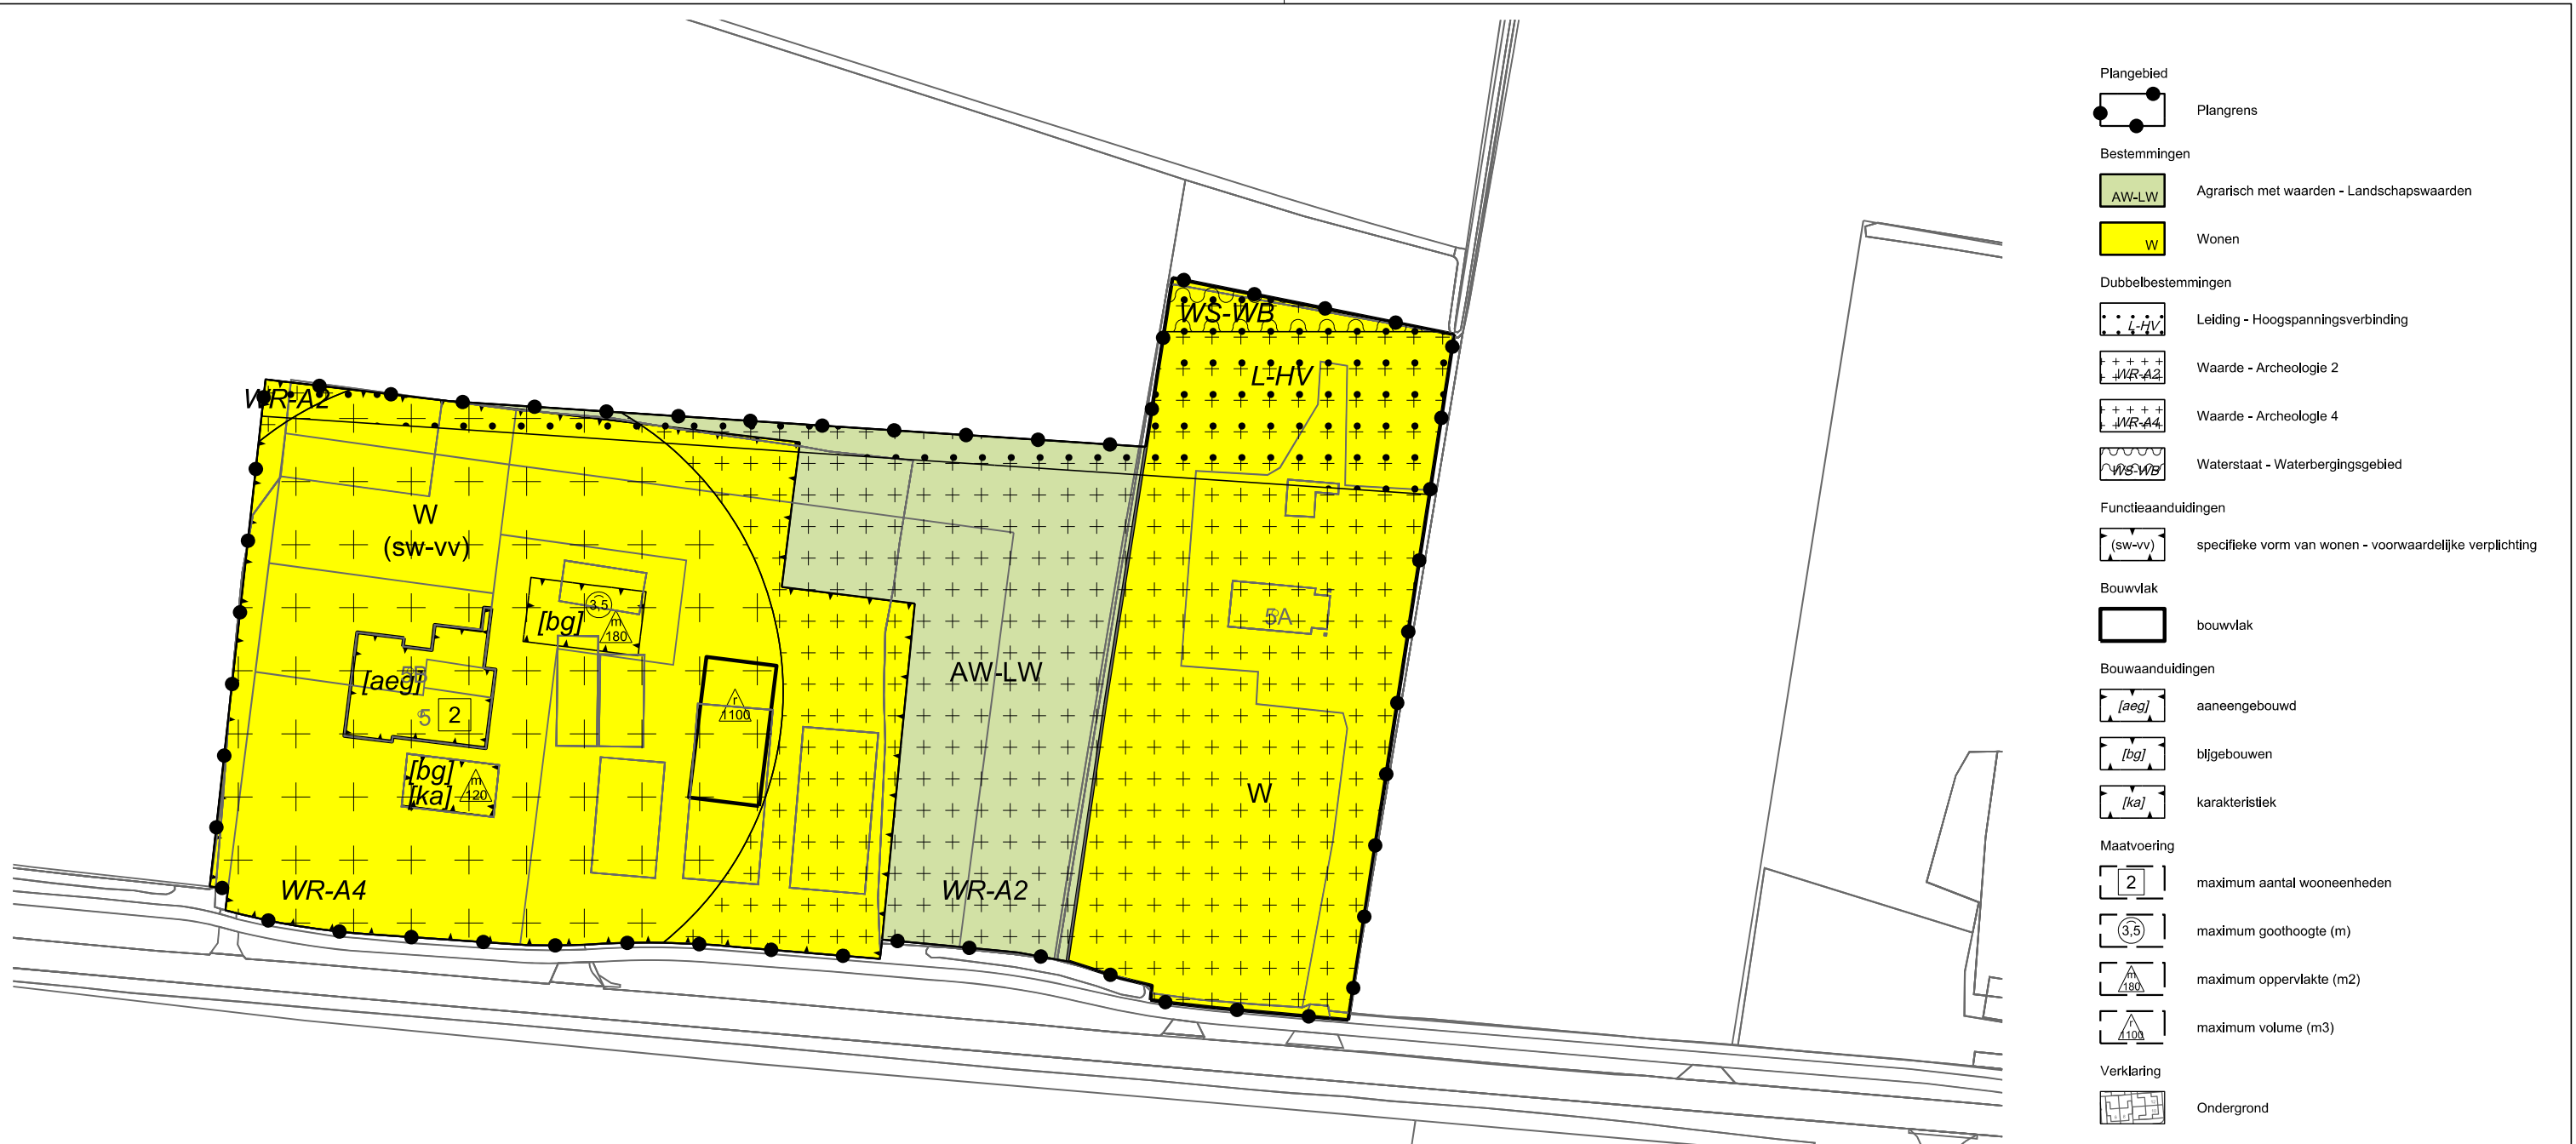 WS-WB
L-HV
WR-A2
W
(sw-vv)
3,5
[bg]
m
180
5A
AW-LW
[aeg]
5B
5
2
r
1100
[bg]
m
[ka]
120
W
WR-A4
WR-A2
Plangebied
Plangrens
Bestemmingen
AW-LW
Agrarisch met waarden - Landschapswaarden
W
Wonen
Dubbelbestemmingen
L-HV
Leiding - Hoogspanningsverbinding
WR-A2
Waarde - Archeologie 2
WR-A4
Waarde - Archeologie 4
WS-WB
Waterstaat - Waterbergingsgebied
Functieaanduidingen
(sw-vv)
specifieke vorm van wonen - voorwaardelijke verplichting
Bouwvlak
bouwvlak
Bouwaanduidingen
[aeg]
aaneengebouwd
[bg]
bijgebouwen
[ka]
karakteristiek
Maatvoering
2
maximum aantal wooneenheden
3,5
maximum goothoogte (m)
m
180
maximum oppervlakte (m2)
r
1100
maximum volume (m3)
Verklaring
Ondergrond